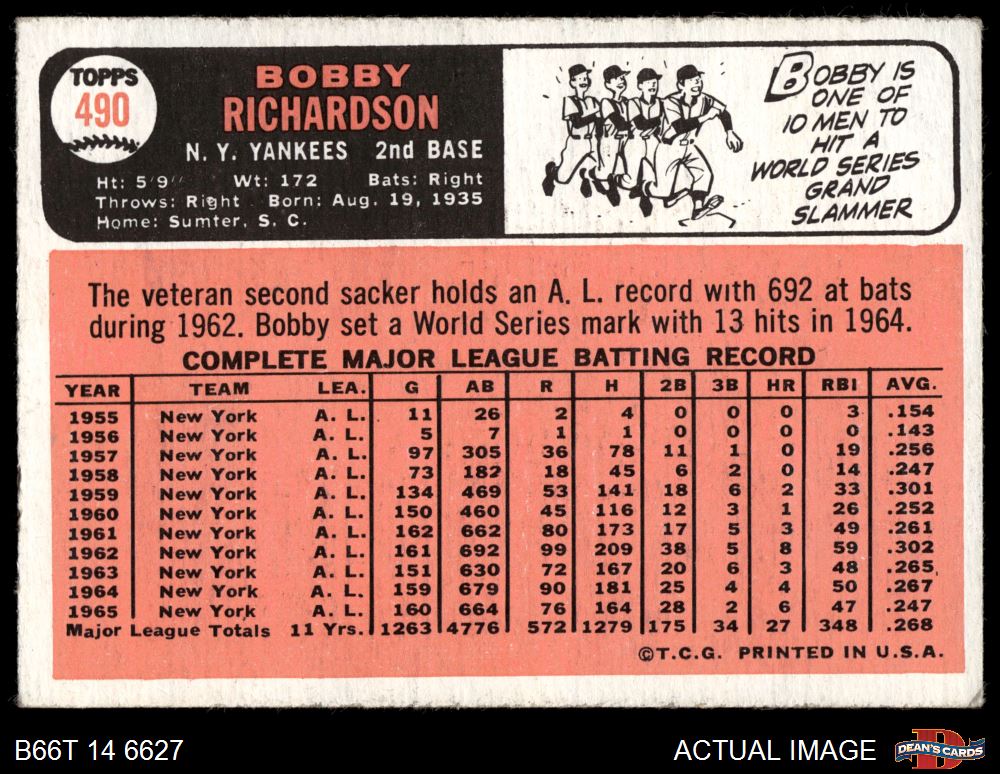 TOPPS
490
BOBBY
RICHARDSON
N. Y. YANKEES 2nd BASE
Ht: 5'9" Wt: 172 Bats: Right
Throws: Right Born: Aug. 19, 1935
Home: Sumter, S. C.
BOBBY IS
ONE OF
10 MEN TO
HIT A
WORLD SERIES
GRAND
SLAMMER
The veteran second sacker holds an A. L. record with 692 at bats
during 1962. Bobby set a World Series mark with 13 hits in 1964.
COMPLETE MAJOR LEAGUE BATTING RECORD
YEAR TEAM LEA. G AB R H 2B 3B HR RBI AVG.
1955 New York A. L. 11 26 2 4 0 0 0 3 .154
1956 New York A. L. 5 7 1 1 0 0 0 0 .143
1957 New York A. L. 97 305 36 78 11 1 0 19 .256
1958 New York A. L. 73 182 18 45 6 2 0 14 .247
1959 New York A. L. 134 469 53 141 18 6 2 33 .301
1960 New York A. L. 150 460 45 116 12 3 1 26 .252
1961 New York A. L. 162 662 80 173 17 5 3 49 .261
1962 New York A. L. 161 692 99 209 38 5 8 59 .302
1963 New York A. L. 151 630 72 167 20 6 3 48 .265
1964 New York A. L. 159 679 90 181 25 4 4 50 .267
1965 New York A. L. 160 664 76 164 28 2 6 47 .247
Major League Totals 11 Yrs. 1263 4776 572 1279 175 34 27 348 .268
©T.C.G. PRINTED IN U.S.A.
B66T 14 6627
ACTUAL IMAGE
DEAN'S CARDS